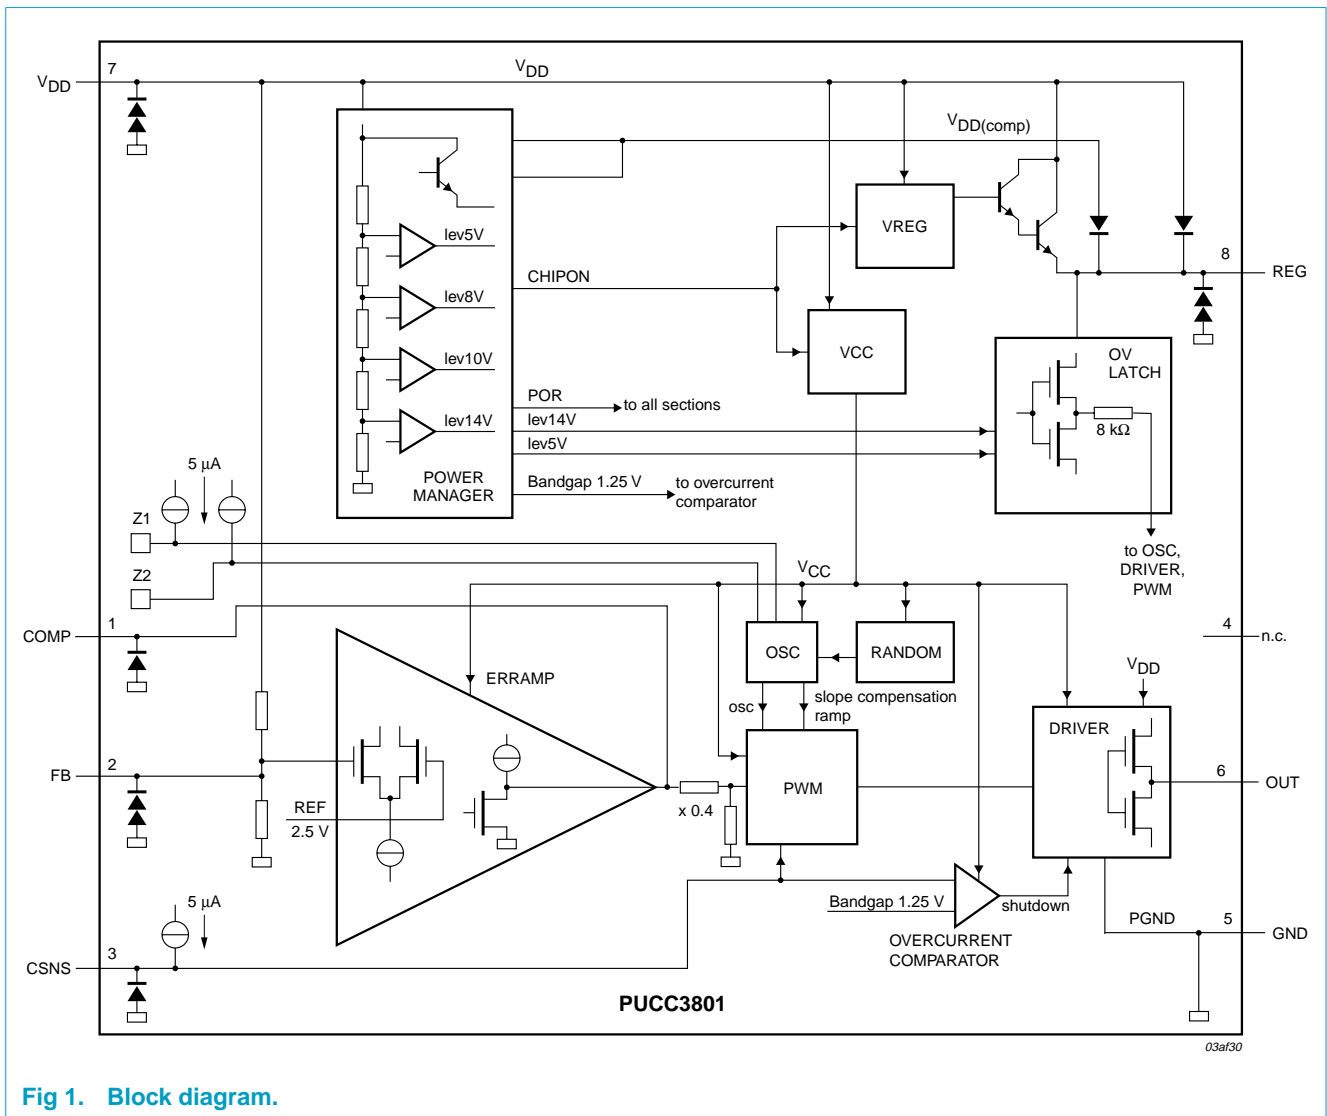 7
VDD
VDD
VDD(comp)
VREG
lev5V
CHIPON
8
REG
lev8V
VCC
OV
LATCH
lev10V
POR
to all sections
lev14V
lev14V
8 kΩ
lev5V
5 µA
POWER
MANAGER
Bandgap 1.25 V
to overcurrent
comparator
Z1
to OSC,
DRIVER,
PWM
Z2
VCC
1
COMP
4
n.c.
OSC
RANDOM
ERRAMP
VDD
osc
slope compensation
ramp
DRIVER
2
FB
PWM
6
OUT
REF
2.5 V
x 0.4
5 µA
Bandgap 1.25 V
shutdown
PGND
5
GND
OVERCURRENT
COMPARATOR
3
CSNS
PUCC3801
03af30
Fig 1. Block diagram.